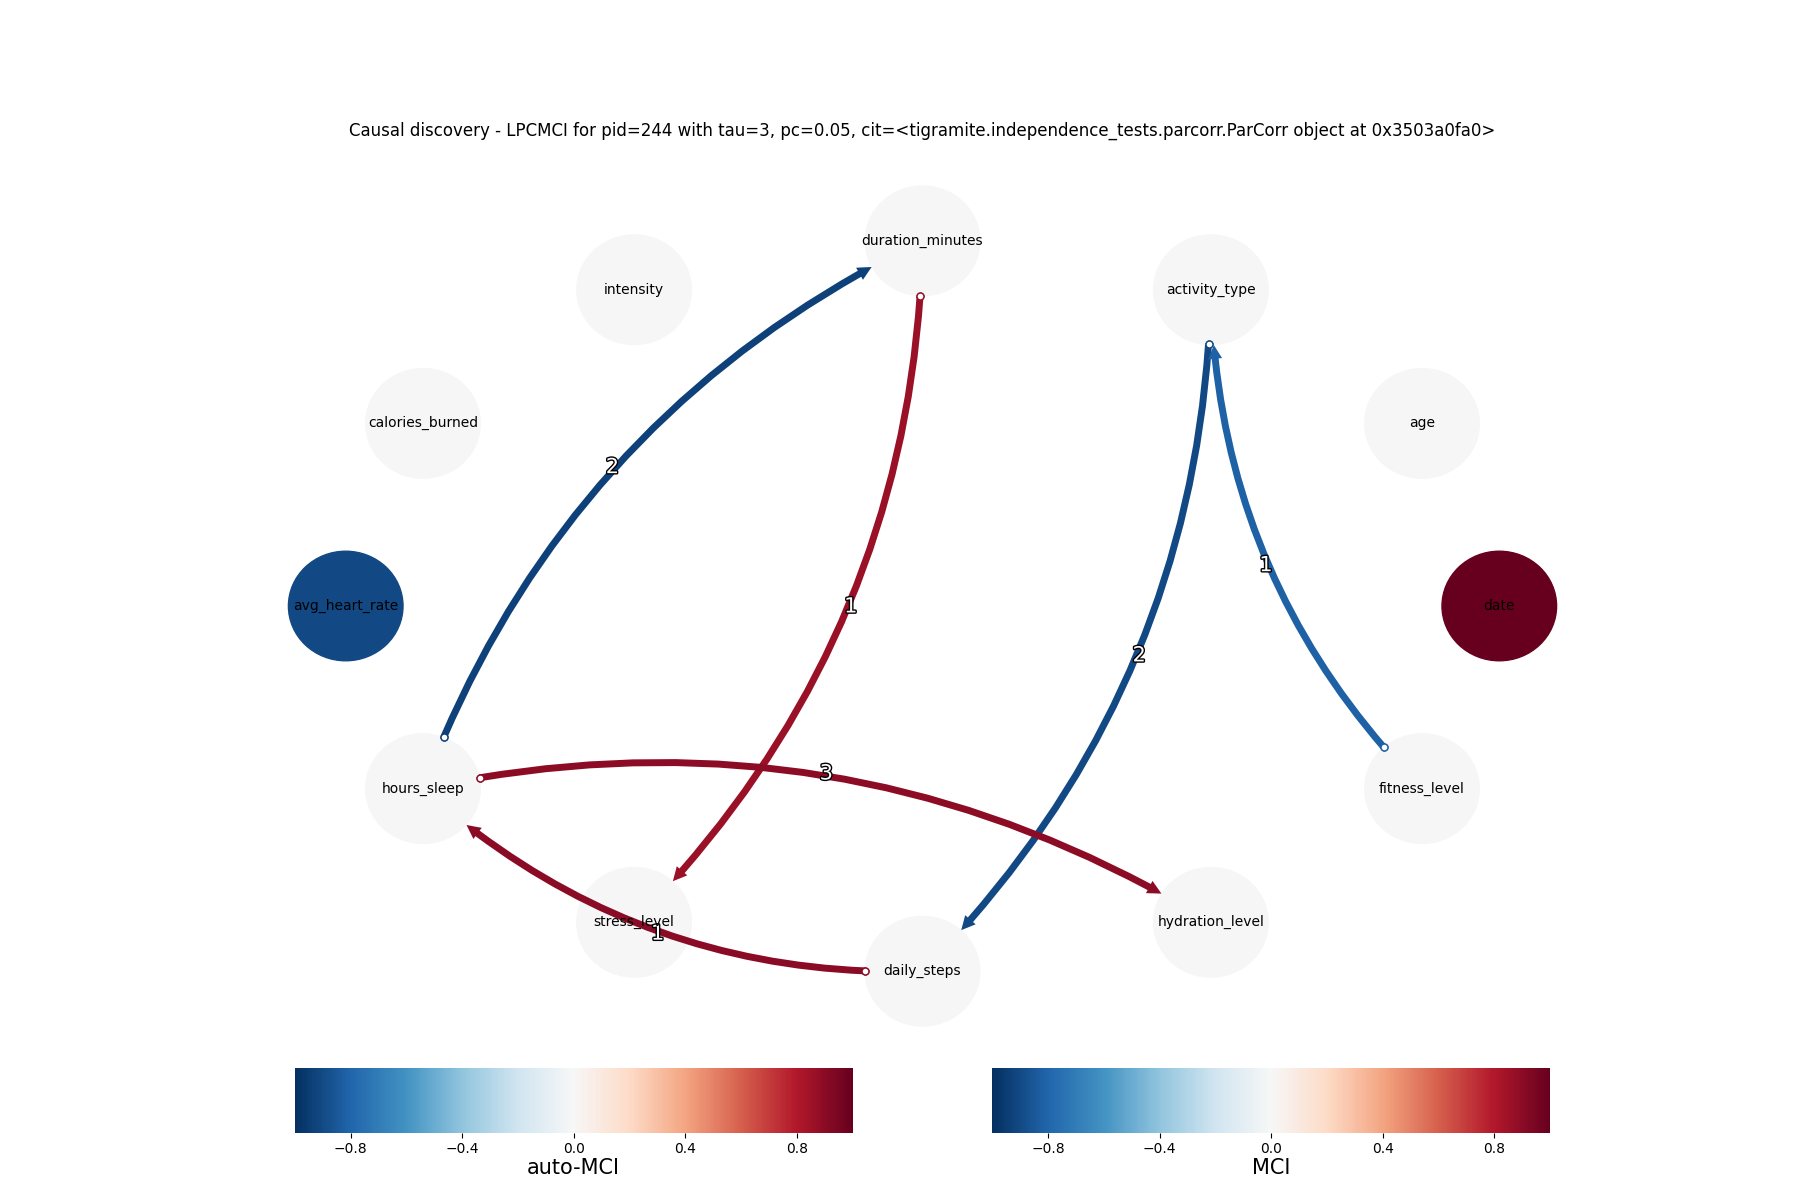 Causal discovery - LPCMCI for pid=244 with tau=3, pc=0.05, cit=<tigramite.independence_tests.parcorr.ParCorr object at 0x3503a0fa0>
duration_minutes
intensity
activity_type
calories_burned
age
2
1
1
avg_heart_rate
date
2
3
hours_sleep
fitness_level
stress_level
hydration_level
1
daily_steps
−0.8 −0.4 0.0 0.4 0.8
auto-MCI
−0.8 −0.4 0.0 0.4 0.8
MCI